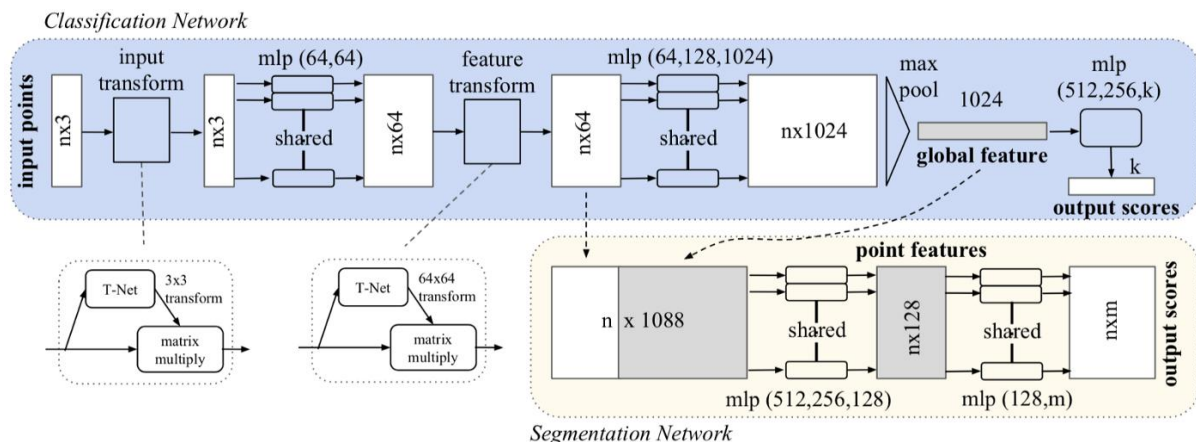 Classification Network
input points
nx3
input
transform
nx3
mlp (64,64)
shared
nx64
feature
transform
nx64
mlp (64,128,1024)
shared
nx1024
max
pool
1024
global feature
mlp
(512,256,k)
k
output scores
T-Net
3x3
transform
matrix
multiply
T-Net
64x64
transform
matrix
multiply
point features
n x 1088
shared
mlp (512,256,128)
nx128
shared
mlp (128,m)
nxm
output scores
Segmentation Network